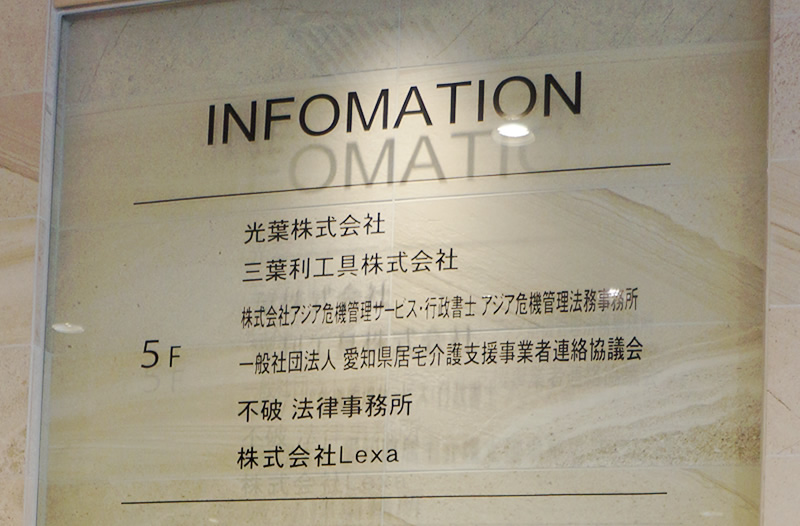 INFOMATION
光葉株式会社
三葉利工具株式会社
株式会社アジア危機管理サービス・行政書士 アジア危機管理法務事務所
5F
一般社団法人 愛知県居宅介護支援事業者連絡協議会
不破 法律事務所
株式会社Lexa